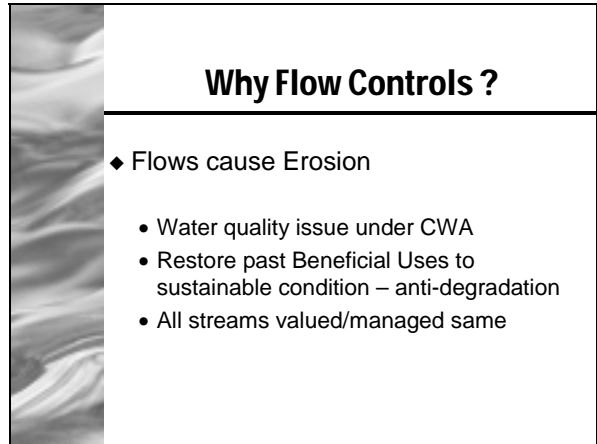 Why Flow Controls ?
◆ Flows cause Erosion
• Water quality issue under CWA
• Restore past Beneficial Uses to
sustainable condition – anti-degradation
• All streams valued/managed same